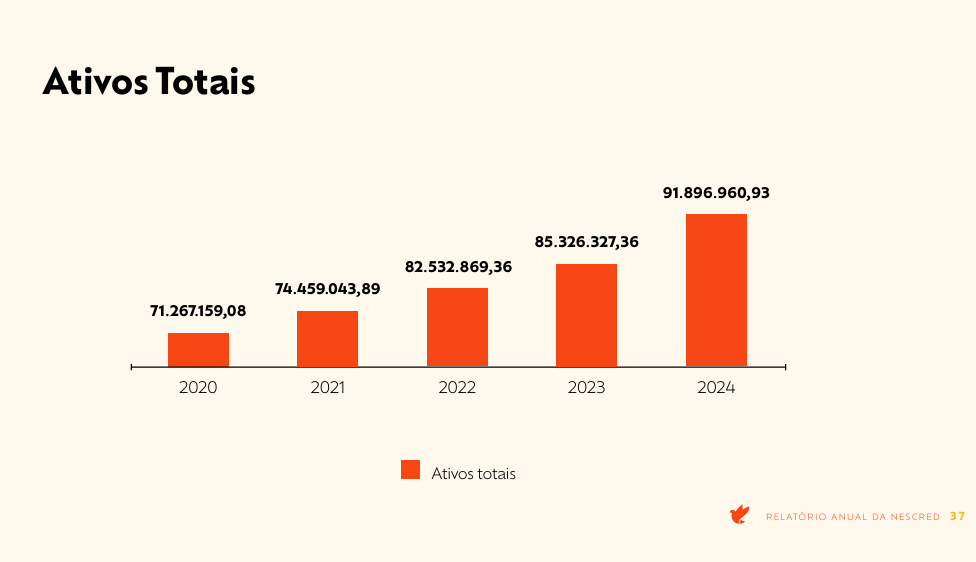 Ativos Totais
91.896.960,93
85.326.327,36
82.532.869,36
74.459.043,89
71.267.159,08
2020 2021 2022 2023 2024
Ativos totais
RELATÓRIO ANUAL DA NESCRED 37